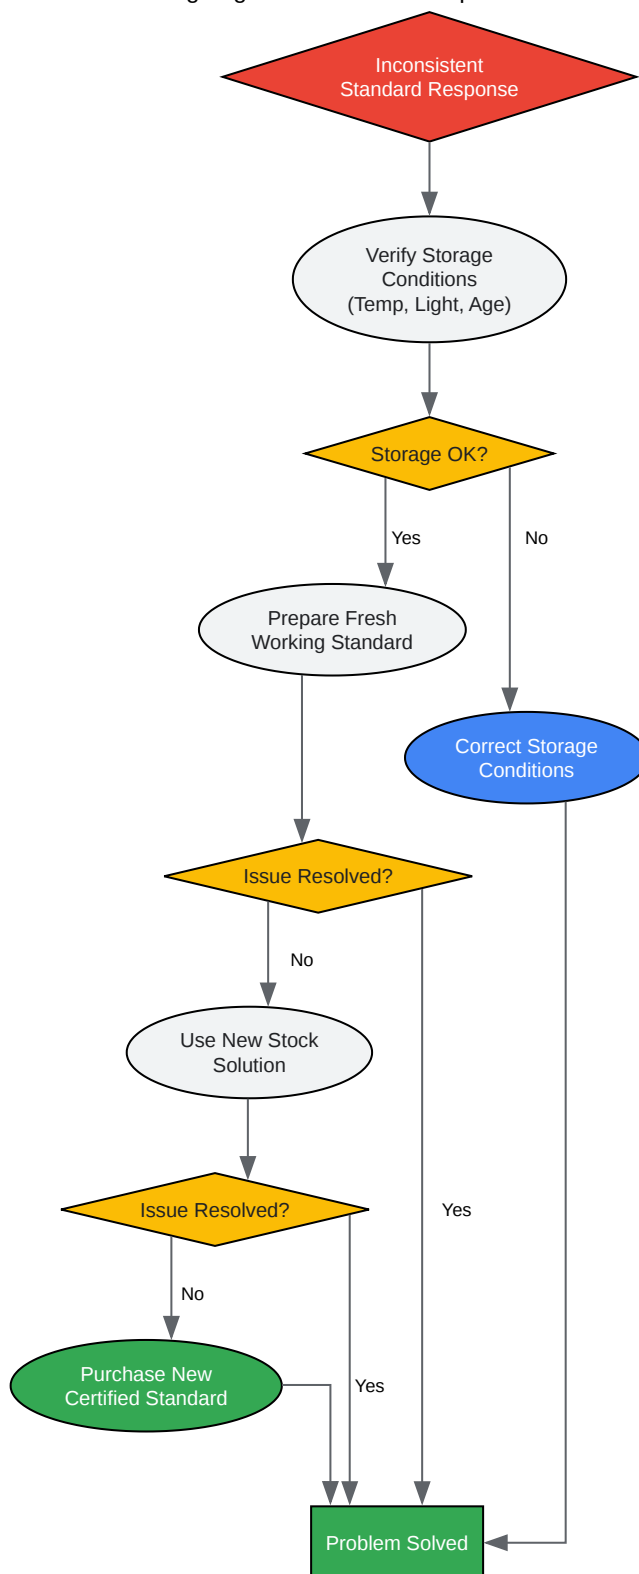 Inconsistent
Standard Response
Verify Storage
Conditions
(Temp, Light, Age)
Storage OK?
Yes
No
Prepare Fresh
Working Standard
Correct Storage
Conditions
Issue Resolved?
No
Use New Stock
Solution
Issue Resolved?
Yes
No
Purchase New
Certified Standard
Yes
Problem Solved